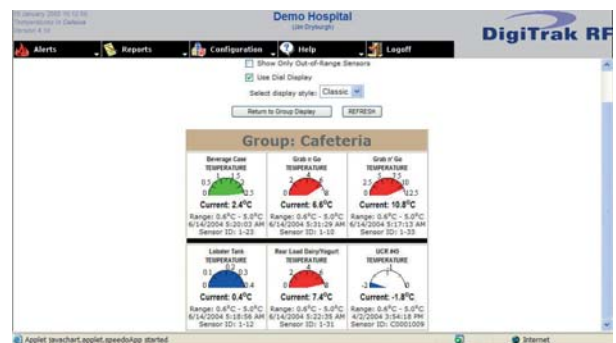 Demo Hospital
(Jim Dryburgh)
Temperatures in Celsius
DigiTrak RF
Alerts Reports Configuration Help Logoff
Show Only Out-of-Range Sensors
Use Dial Display
Select display style: Classic
Return to Group Display REFRESH
Group: Cafeteria
Beverage Case Grab n Go Grab n' Go
TEMPERATURE TEMPERATURE TEMPERATURE
Current: 2.4°C Current: 6.6°C Current: 10.8°C
Range: 0.6°C - 5.0°C Range: 0.6°C - 5.0°C Range: 0.6°C - 5.0°C
6/14/2004 5:20:03 AM 6/14/2004 5:31:29 AM 6/14/2004 5:17:13 AM
Sensor ID: 1-23 Sensor ID: 1-10 Sensor ID: 1-33
Lobster Tank Rear Load Dairy/Yogurt UCR #45
TEMPERATURE TEMPERATURE TEMPERATURE
Current: 0.4°C Current: 7.4°C Current: -1.8°C
Range: 0.6°C - 5.0°C Range: 0.6°C - 5.0°C Range: 0.6°C - 5.0°C
6/14/2004 5:18:56 AM 6/14/2004 5:22:35 AM 4/2/2004 3:54:18 PM
Sensor ID: 1-12 Sensor ID: 1-31 Sensor ID: C0001009
Applet javachart.applet.speedoApp started Internet